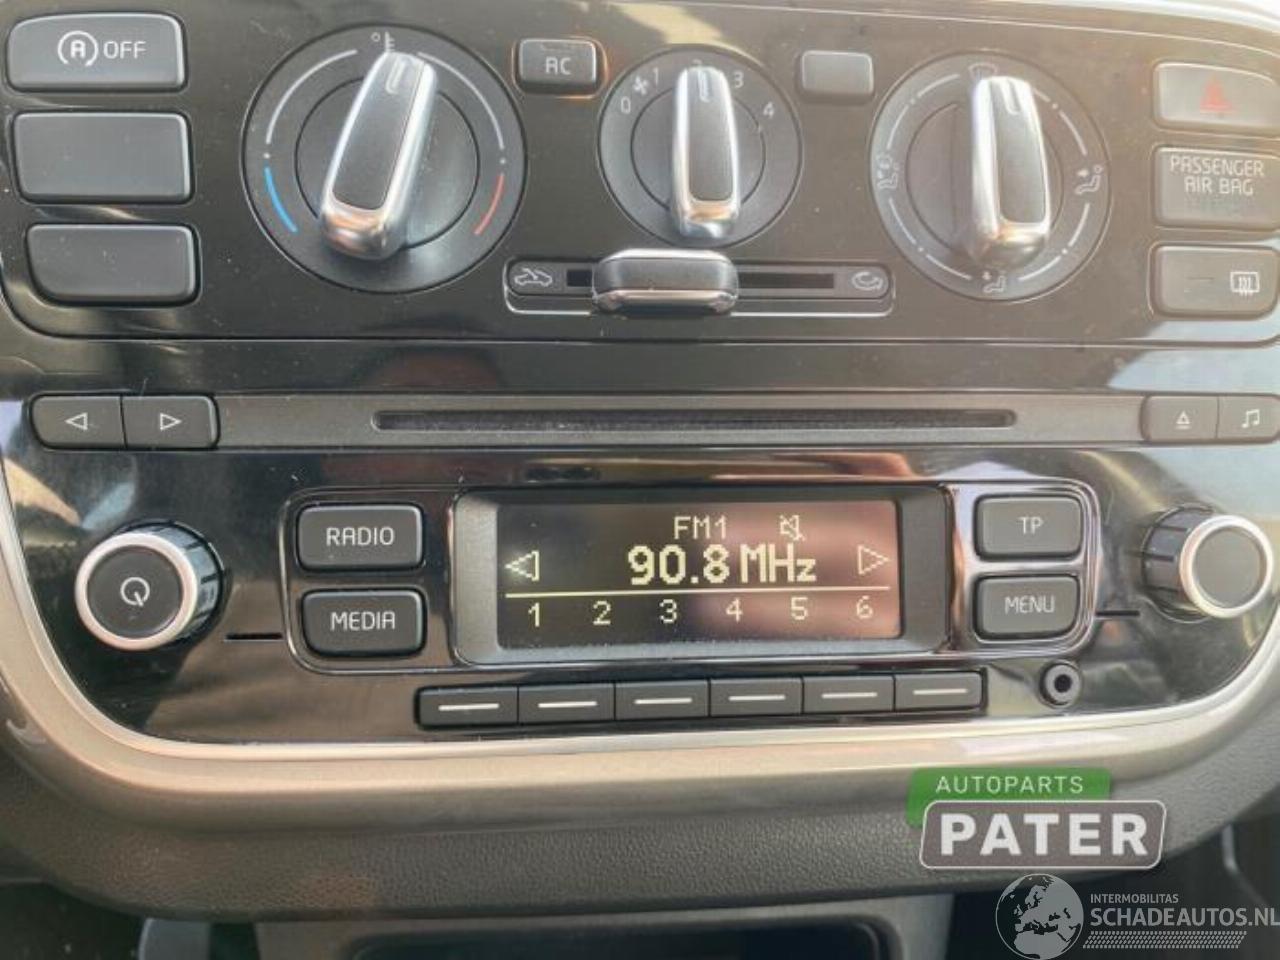 A OFF
AC
0 1 2 3 4
PASSENGER
AIR BAG
RADIO
MEDIA
FM1
90.8 MHz
1 2 3 4 5 6
TP
MENU
AUTOPARTS
PATER
INTERMOBILITAS
SCHADEAUTOS.NL